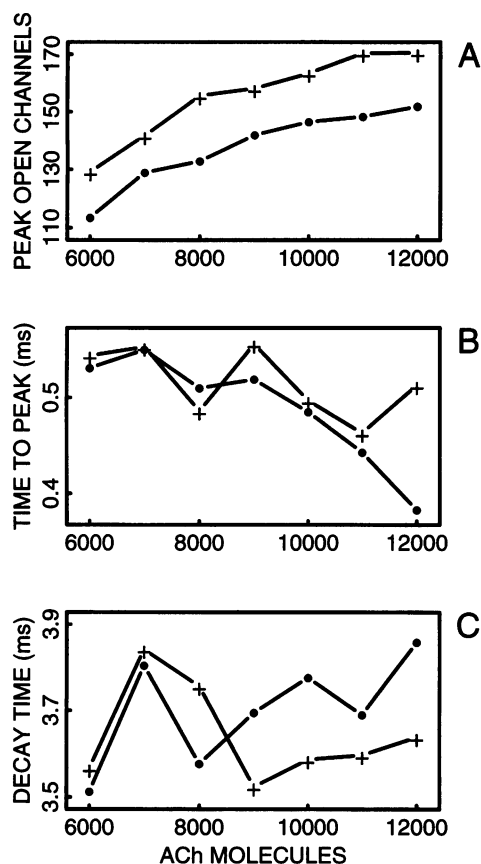 A
PEAK OPEN CHANNELS
170
150
130
110
6000 8000 10000 12000
B
TIME TO PEAK (ms)
0.5
0.4
6000 8000 10000 12000
C
DECAY TIME (ms)
3.9
3.7
3.5
6000 8000 10000 12000
ACh MOLECULES